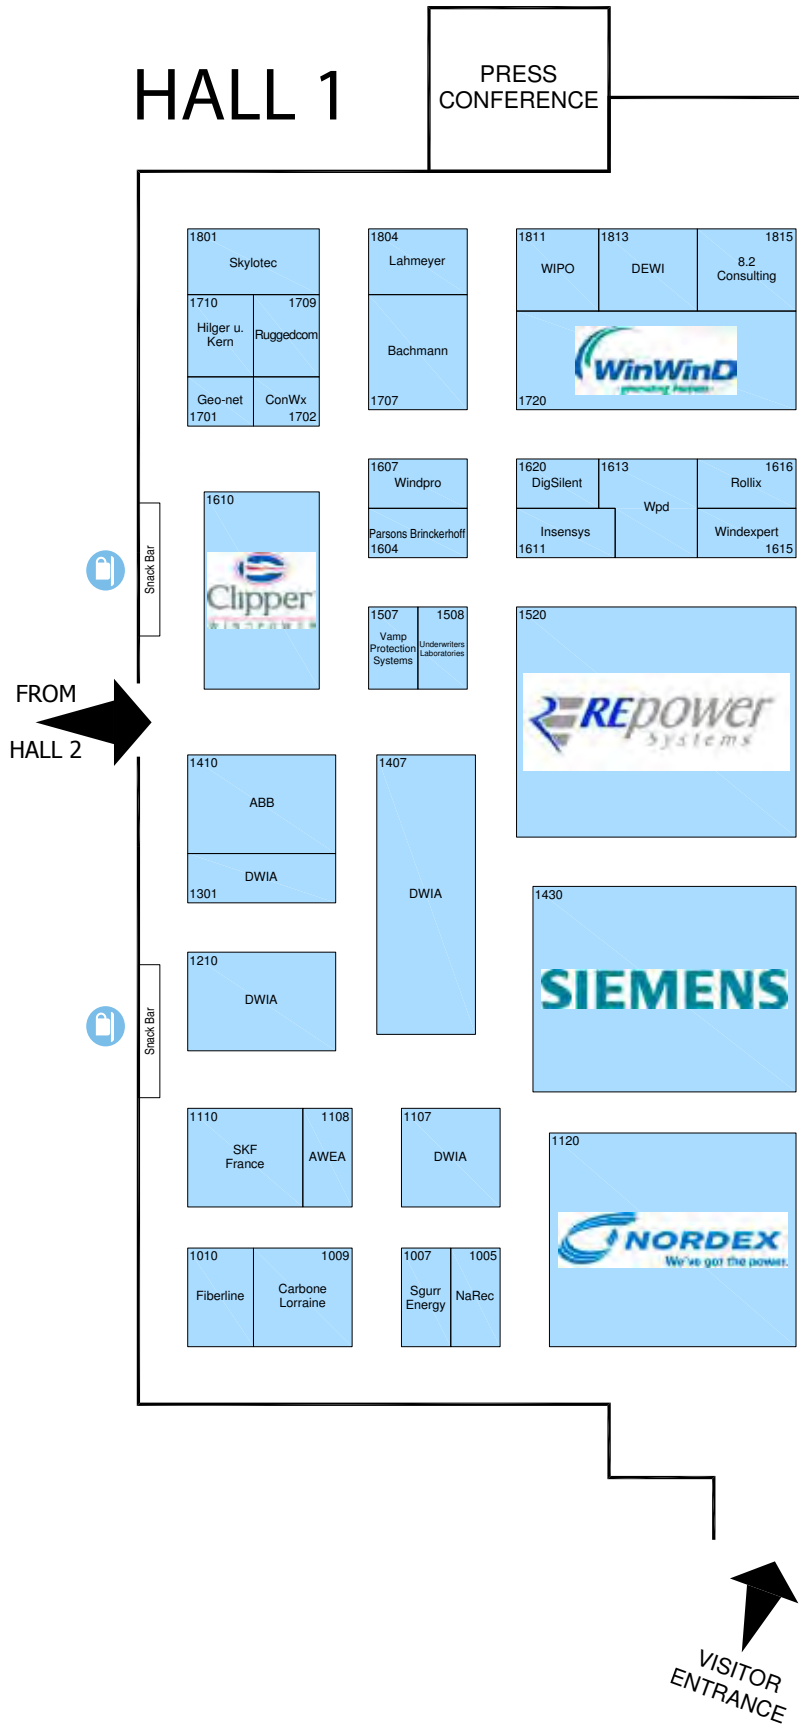 HALL 1
PRESS
CONFERENCE
1801
Skylotec
1804
Lahmeyer
1811
WIPO
1813
DEWI
1815
8.2
Consulting
1710
Hilger u.
Kern
1709
Ruggedcom
Bachmann
1707
WinWinD
1720
Geo-net
1701
ConWx
1702
1607
Windpro
1620
DigSilent
1613
Wpd
1616
Rollix
Parsons Brinckerhoff
1604
Insensys
1611
Windexpert
1615
1610
Clipper
WINDPOWER
Snack Bar
1507
Vamp
Protection
Systems
1508
Underwriters
Laboratories
1520
REpower
Systems
FROM
HALL 2
1410
ABB
DWIA
1301
1407
DWIA
1430
SIEMENS
1210
DWIA
Snack Bar
1110
SKF
France
1108
AWEA
1107
DWIA
1120
NORDEX
We've got the power.
1010
Fiberline
1009
Carbone
Lorraine
1007
Sgurr
Energy
1005
NaRec
VISITOR
ENTRANCE